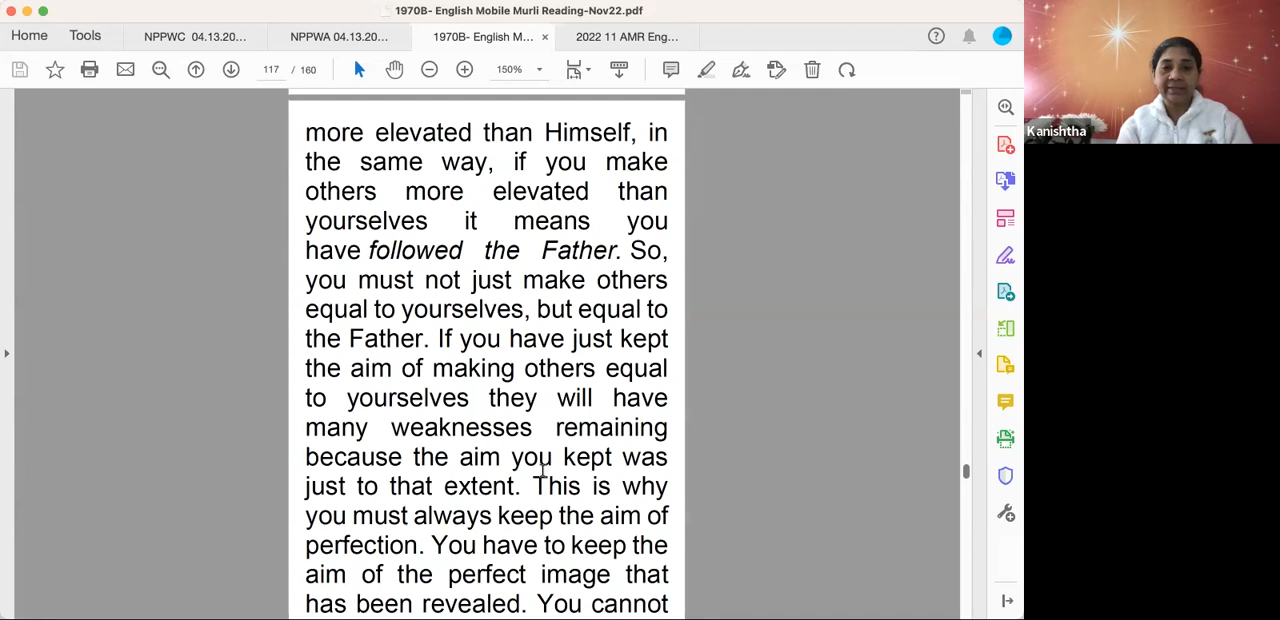 1970B- English Mobile Murli Reading-Nov22.pdf
Home Tools NPPWC 04.13.20... NPPWA 04.13.20... 1970B- English M... × 2022 11 AMR Eng...
117 / 160 150%
more elevated than Himself, in
the same way, if you make
others more elevated than
yourselves it means you
have followed the Father. So,
you must not just make others
equal to yourselves, but equal to
the Father. If you have just kept
the aim of making others equal
to yourselves they will have
many weaknesses remaining
because the aim you kept was
just to that extent. This is why
you must always keep the aim of
perfection. You have to keep the
aim of the perfect image that
has been revealed. You cannot
Kanishtha